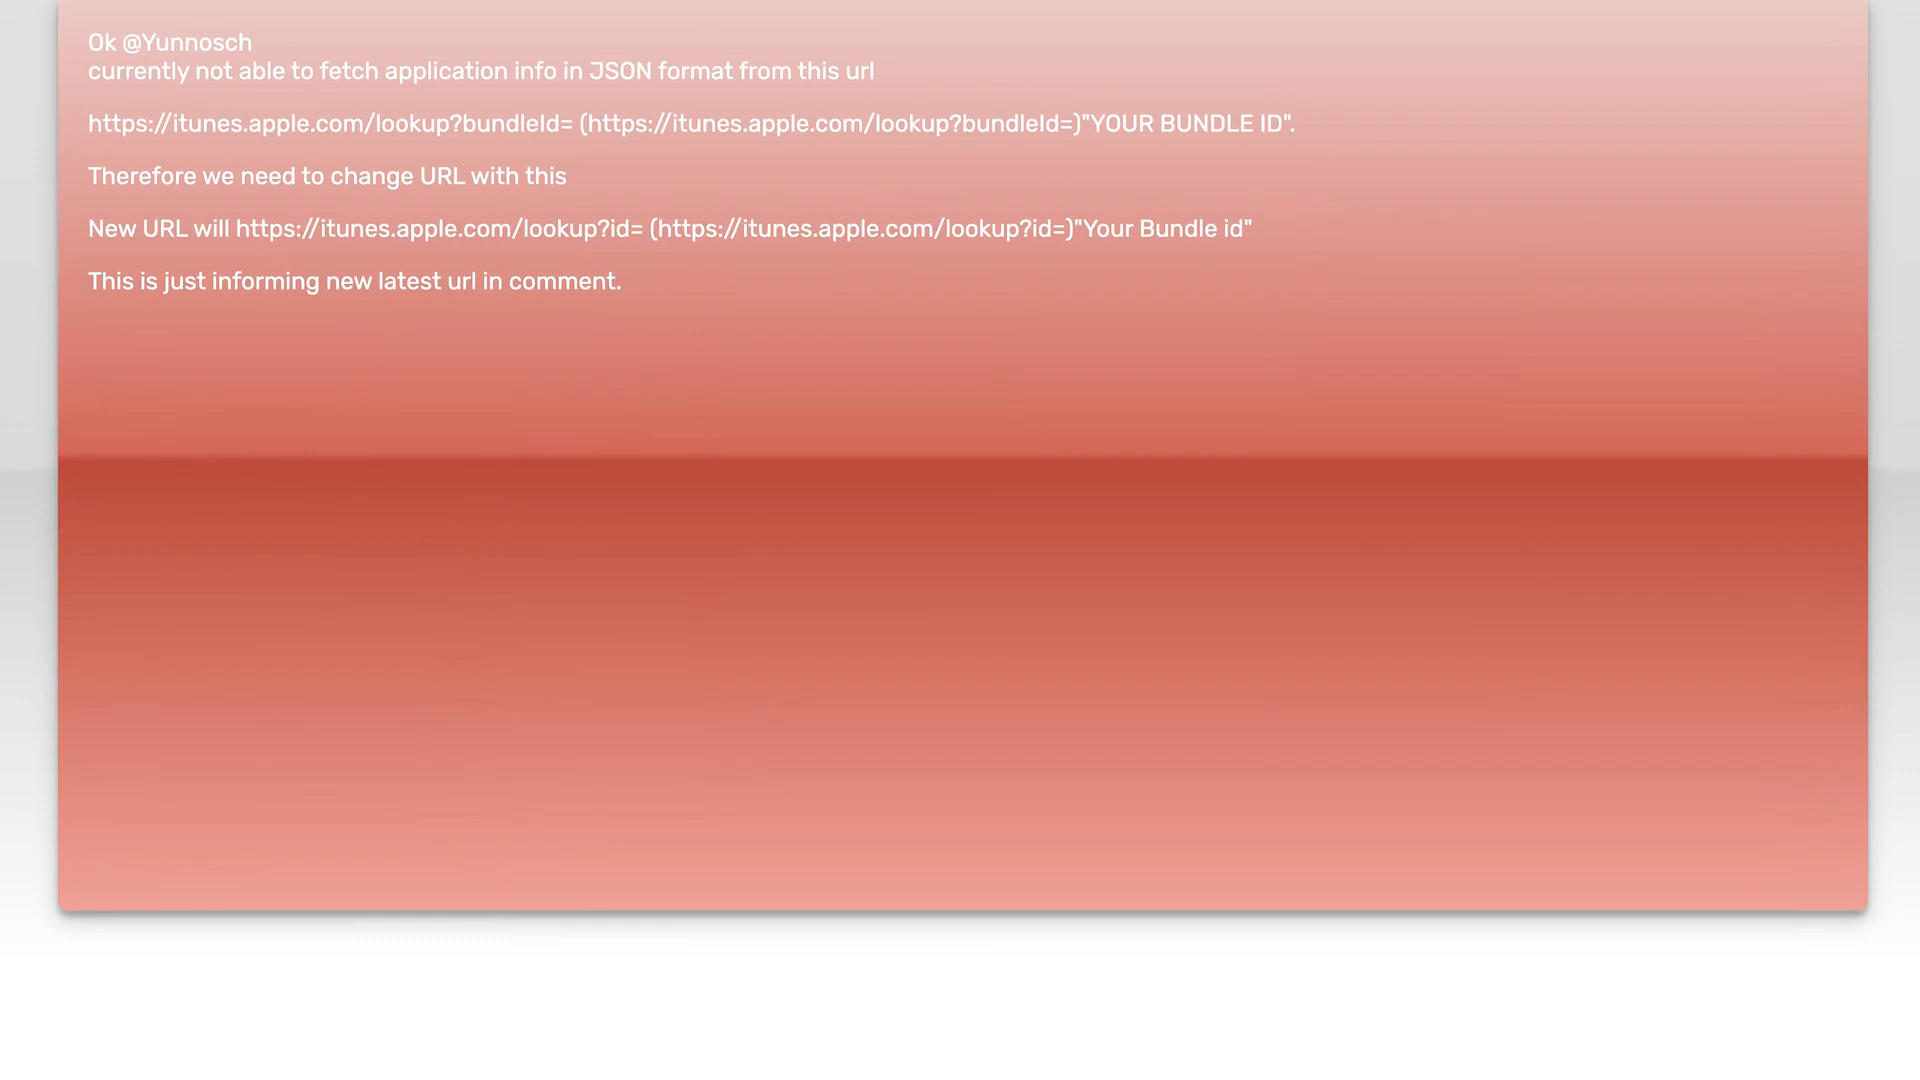 Ok @Yunnosch
currently not able to fetch application info in JSON format from this url
https://itunes.apple.com/lookup?bundleId= (https://itunes.apple.com/lookup?bundleId=)"YOUR BUNDLE ID".
Therefore we need to change URL with this
New URL will https://itunes.apple.com/lookup?id= (https://itunes.apple.com/lookup?id=)"Your Bundle id"
This is just informing new latest url in comment.